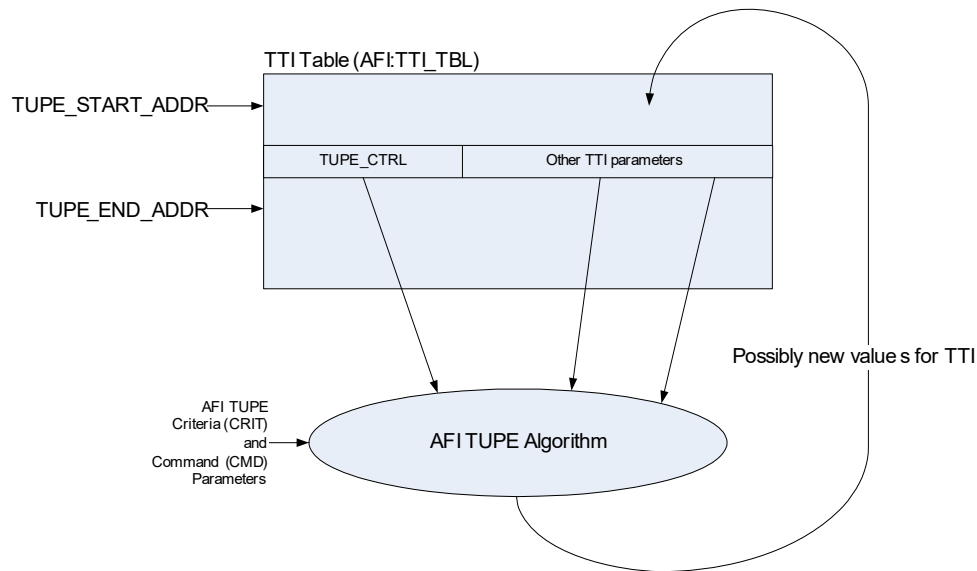 TTI Table (AFI:TTI_TBL)
TUPE_START_ADDR
TUPE_CTRL
Other TTI parameters
TUPE_END_ADDR
Possibly new values for TTI
AFI TUPE
Criteria (CRIT)
and
Command (CMD)
Parameters
AFI TUPE Algorithm